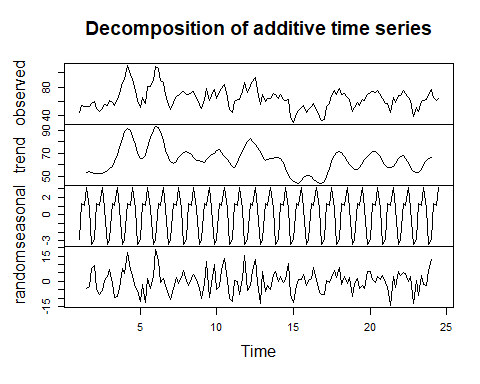 Decomposition of additive time series
observed
40 80
trend
50 70 90
seasonal
-3 0 2
random
-15 0 15
5 10 15 20 25
Time